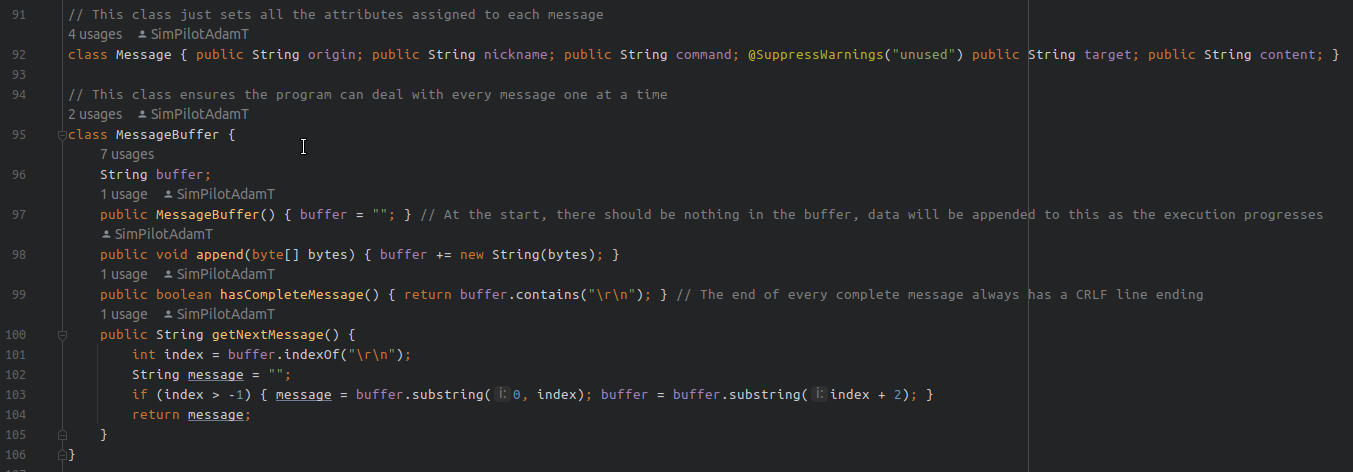 91 // This class just sets all the attributes assigned to each message
4 usages SimPilotAdamT
92 class Message { public String origin; public String nickname; public String command; @SuppressWarnings("unused") public String target; public String content; }
93
94 // This class ensures the program can deal with every message one at a time
2 usages SimPilotAdamT
95 class MessageBuffer {
7 usages
96 String buffer;
1 usage SimPilotAdamT
97 public MessageBuffer() { buffer = ""; } // At the start, there should be nothing in the buffer, data will be appended to this as the execution progresses
SimPilotAdamT
98 public void append(byte[] bytes) { buffer += new String(bytes); }
1 usage SimPilotAdamT
99 public boolean hasCompleteMessage() { return buffer.contains("\r\n"); } // The end of every complete message always has a CRLF line ending
1 usage SimPilotAdamT
100 public String getNextMessage() {
101 int index = buffer.indexOf("\r\n");
102 String message = "";
103 if (index > -1) { message = buffer.substring( i: 0, index); buffer = buffer.substring( i: index + 2); }
104 return message;
105 }
106 }